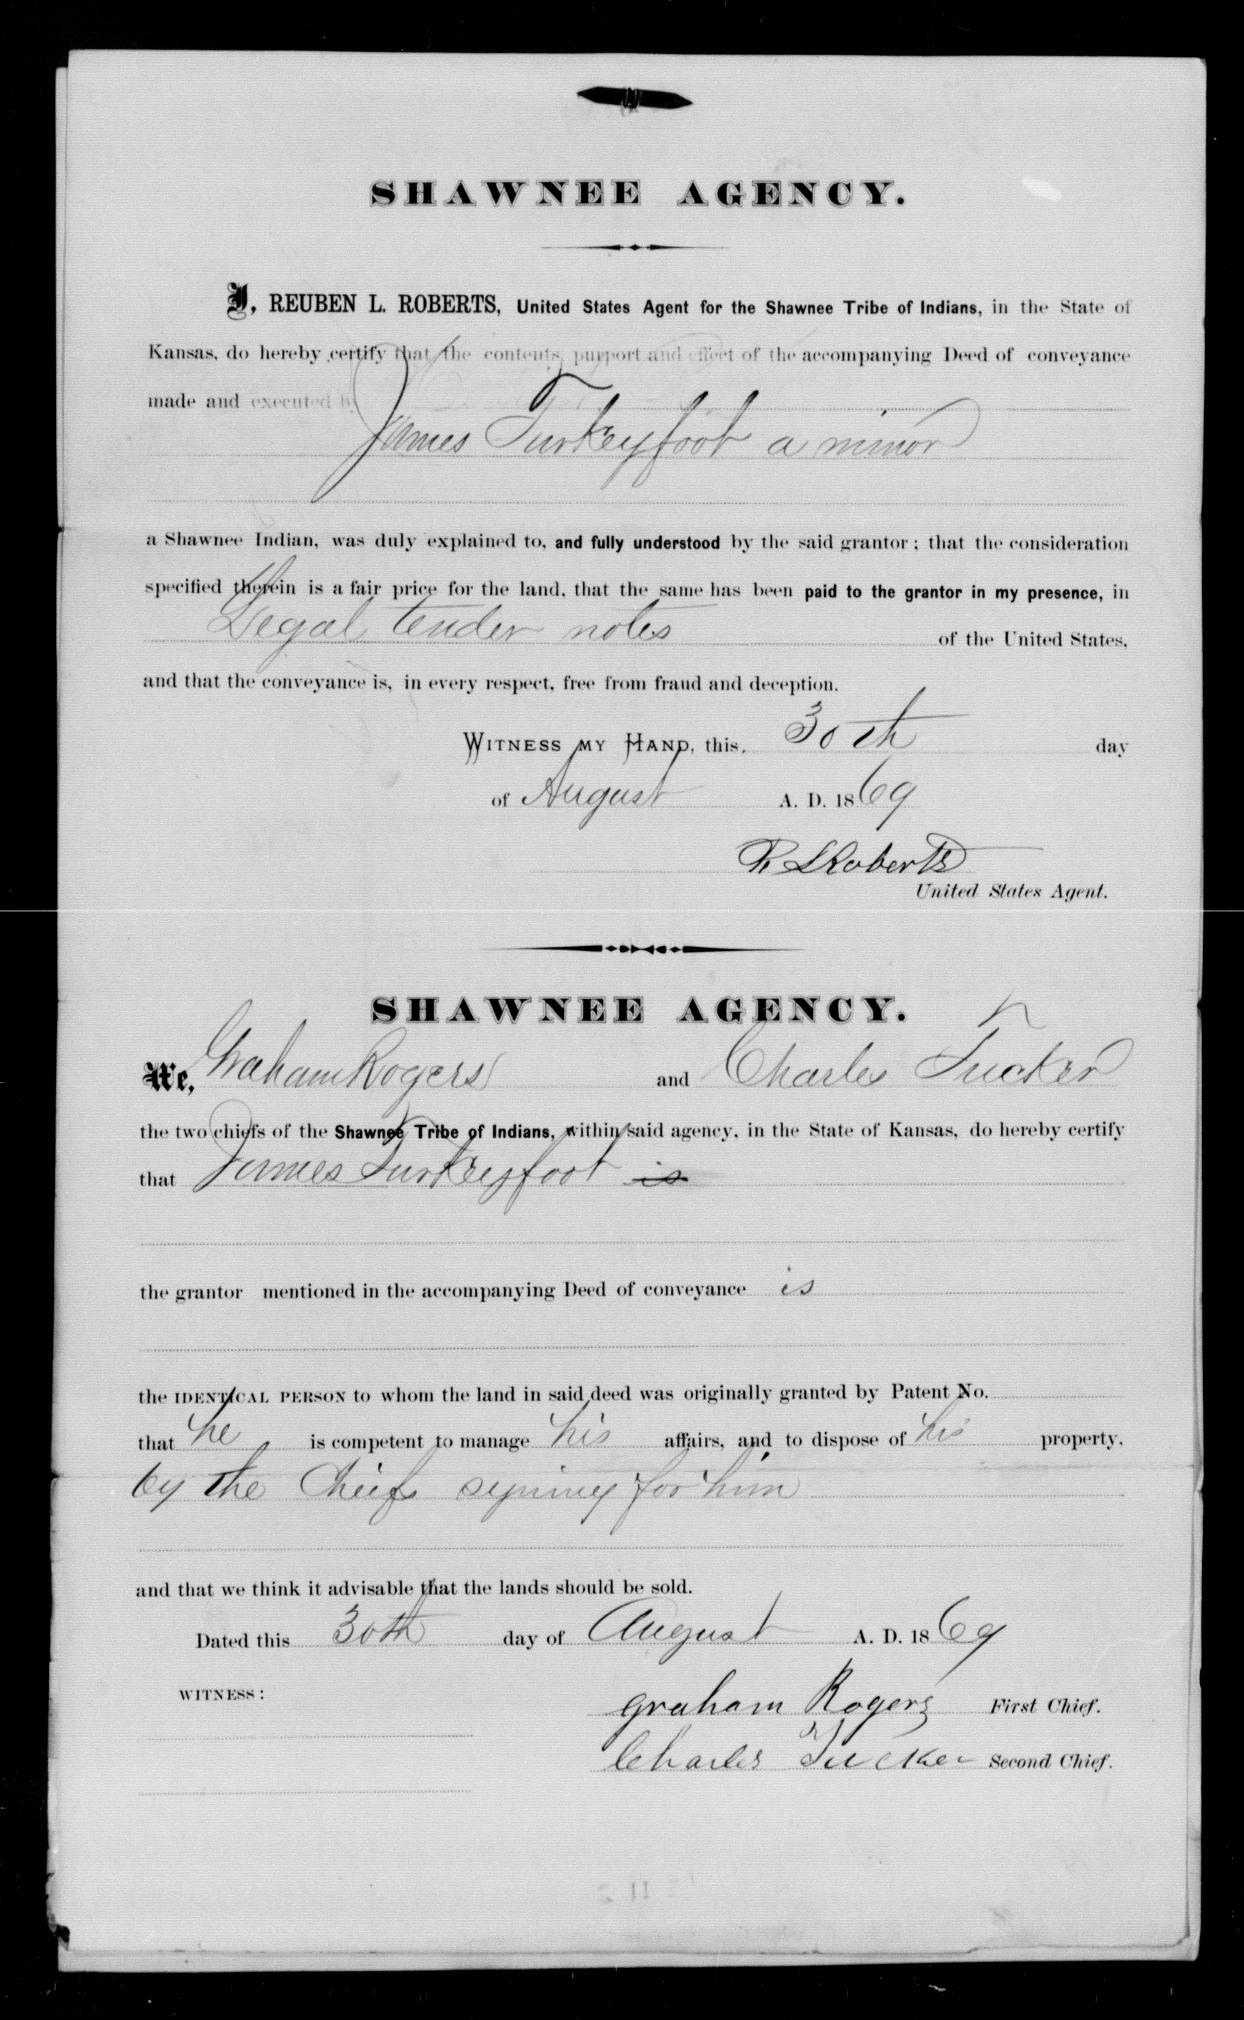 SHAWNEE AGENCY.
I, REUBEN L. ROBERTS, United States Agent for the Shawnee Tribe of Indians, in the State of
Kansas, do hereby certify that the contents, purport and effect of the accompanying Deed of conveyance
made and executed by
James Turkeyfoot a minor
a Shawnee Indian, was duly explained to, and fully understood by the said grantor; that the consideration
specified therein is a fair price for the land, that the same has been paid to the grantor in my presence, in
Legal tender notes of the United States,
and that the conveyance is, in every respect, free from fraud and deception.
WITNESS MY HAND, this, 30th day
of August A. D. 1869
R. L Roberts
United States Agent.
SHAWNEE AGENCY.
We, Graham Rogers and Charles Tucker
the two chiefs of the Shawnee Tribe of Indians, within said agency, in the State of Kansas, do hereby certify
that James Turkeyfoot is
the grantor mentioned in the accompanying Deed of conveyance is
the IDENTICAL PERSON to whom the land in said deed was originally granted by Patent No.
that he is competent to manage his affairs, and to dispose of his property,
by the Chiefs signing for him
and that we think it advisable that the lands should be sold.
Dated this 30th day of August A. D. 1869
WITNESS:
Graham Rogers First Chief.
Charles Tucker Second Chief.